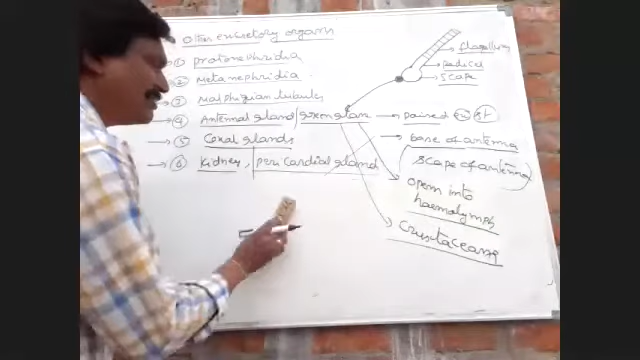 Other excretory organs
① protonephridia
② Metanephridia
③ Malphigian tubules
④ Antennal gland/green glan
⑤ Coxal glands
⑥ kidney, pericardial glands
flagellum
pedicel
scape
paired
base of antenna
(scape of antenna)
open into
haemolymph
crustaceans